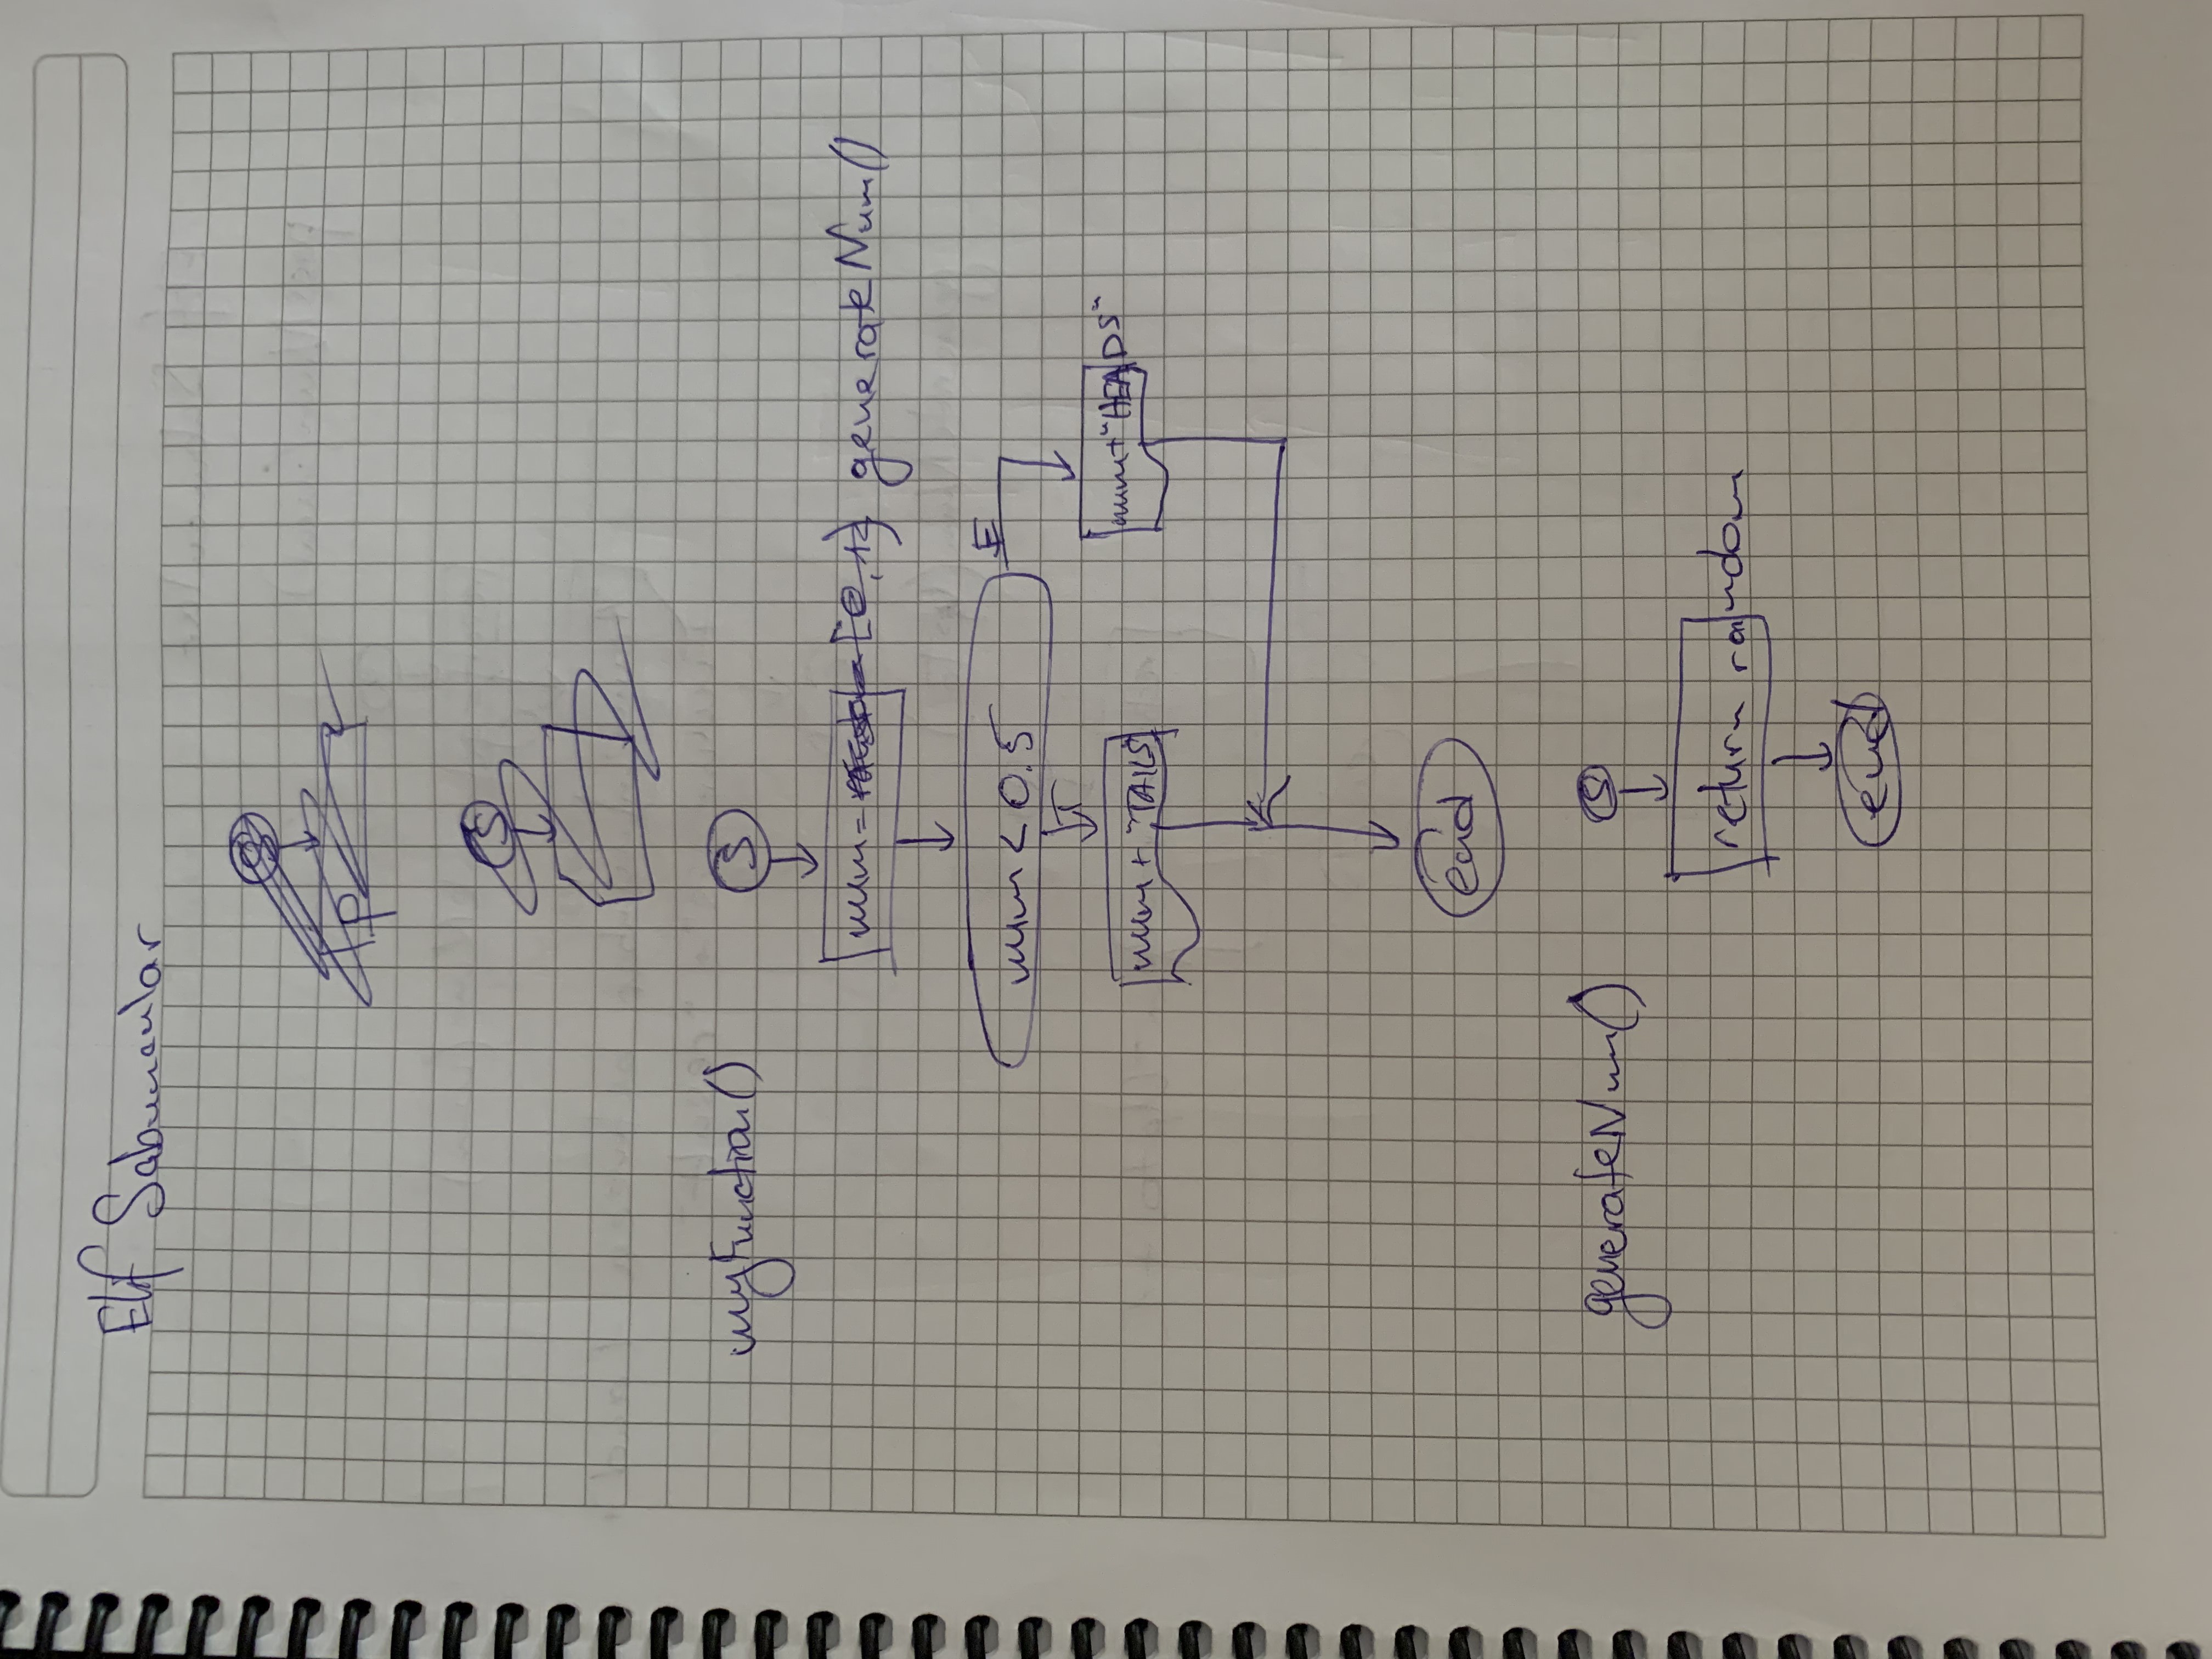 Elif Sabuncular
S
P
S
myFunction()
S
num = [0,1} generateNum()
num < 0.5
E
T
num + "TAILS"
num + "HEADS"
end
generateNum()
S
return random
end